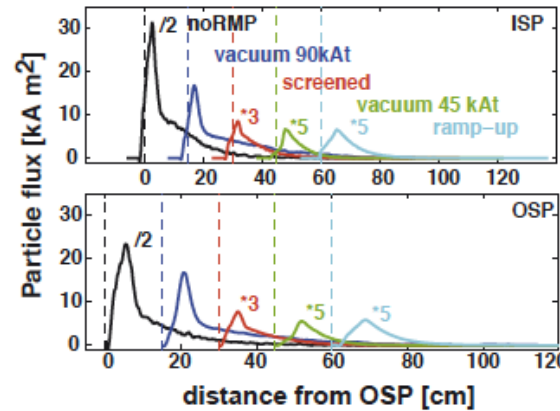 /2 noRMP ISP
vacuum 90kAt
screened
*3 vacuum 45 kAt
*5 *5 ramp-up
30
20
10
0
0 20 40 60 80 100 120
Particle flux [kA m²]
/2 OSP
*3 *5 *5
30
20
10
0
0 20 40 60 80 100 120
distance from OSP [cm]